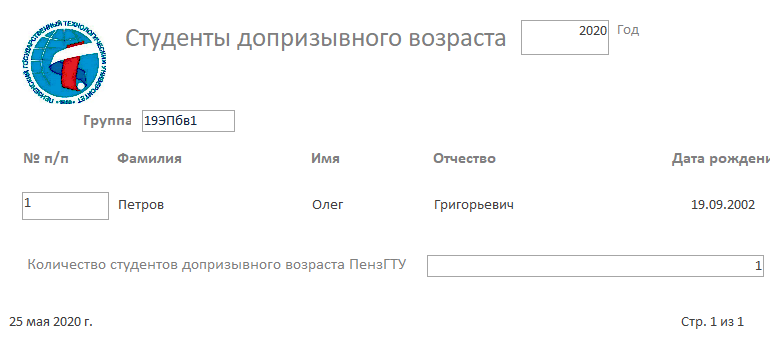 ПЕНЗЕНСКИЙ ГОСУДАРСТВЕННЫЙ ТЕХНОЛОГИЧЕСКИЙ УНИВЕРСИТЕТ
Студенты допризывного возраста 2020 Год
Группа 19ЭПбв1
№ п/п Фамилия Имя Отчество Дата рождени
1 Петров Олег Григорьевич 19.09.2002
Количество студентов допризывного возраста ПензГТУ 1
25 мая 2020 г. Стр. 1 из 1